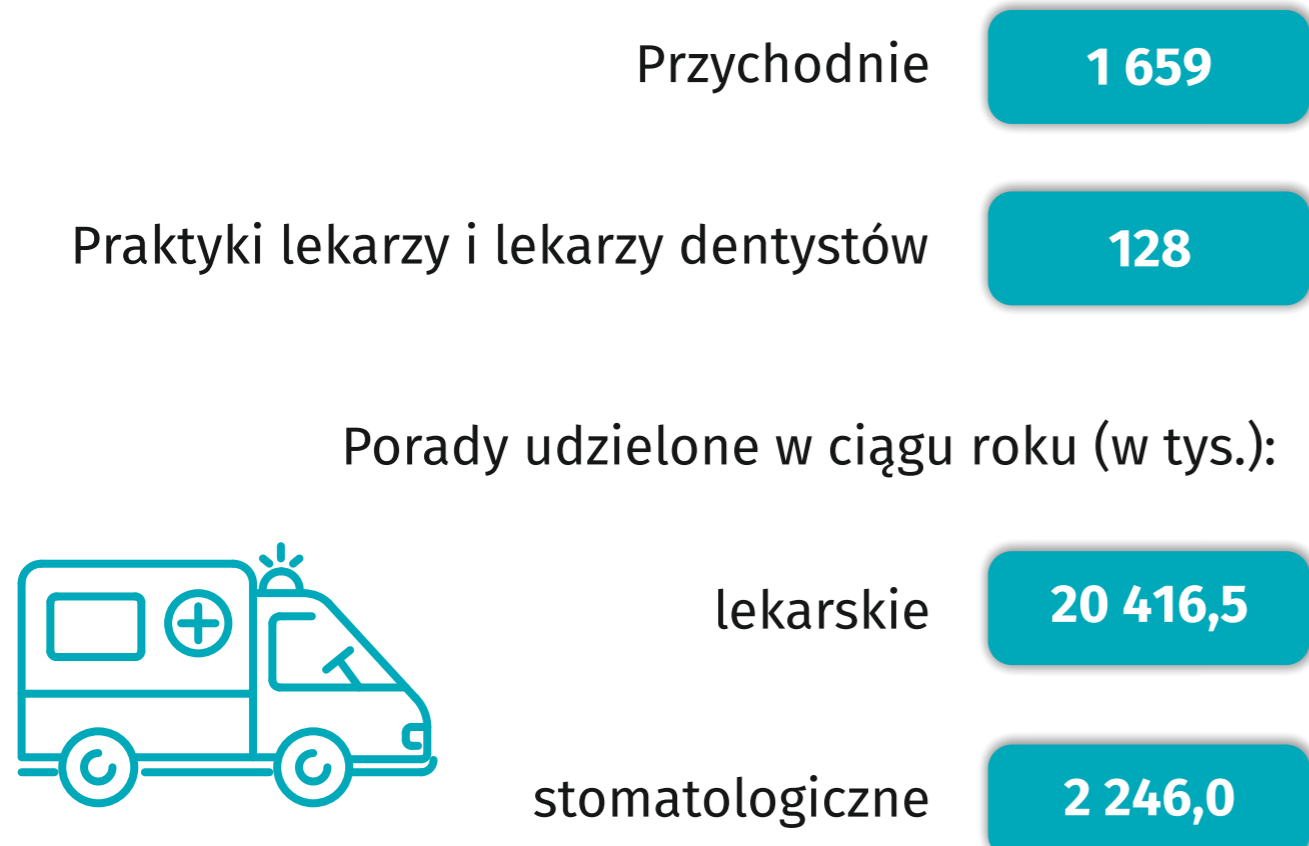 Przychodnie 1 659
Praktyki lekarzy i lekarzy dentystów 128
Porady udzielone w ciągu roku (w tys.):
lekarskie 20 416,5
stomatologiczne 2 246,0